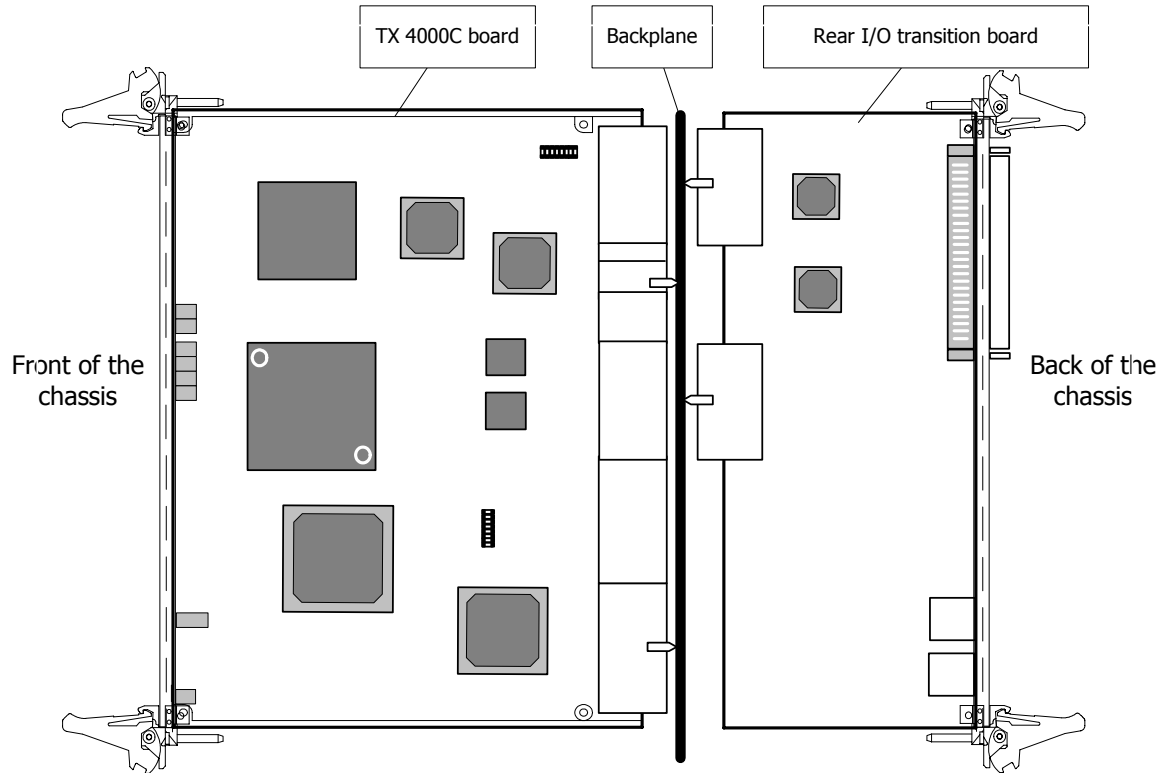 TX 4000C board
Backplane
Rear I/O transition board
Front of the
chassis
Back of the
chassis